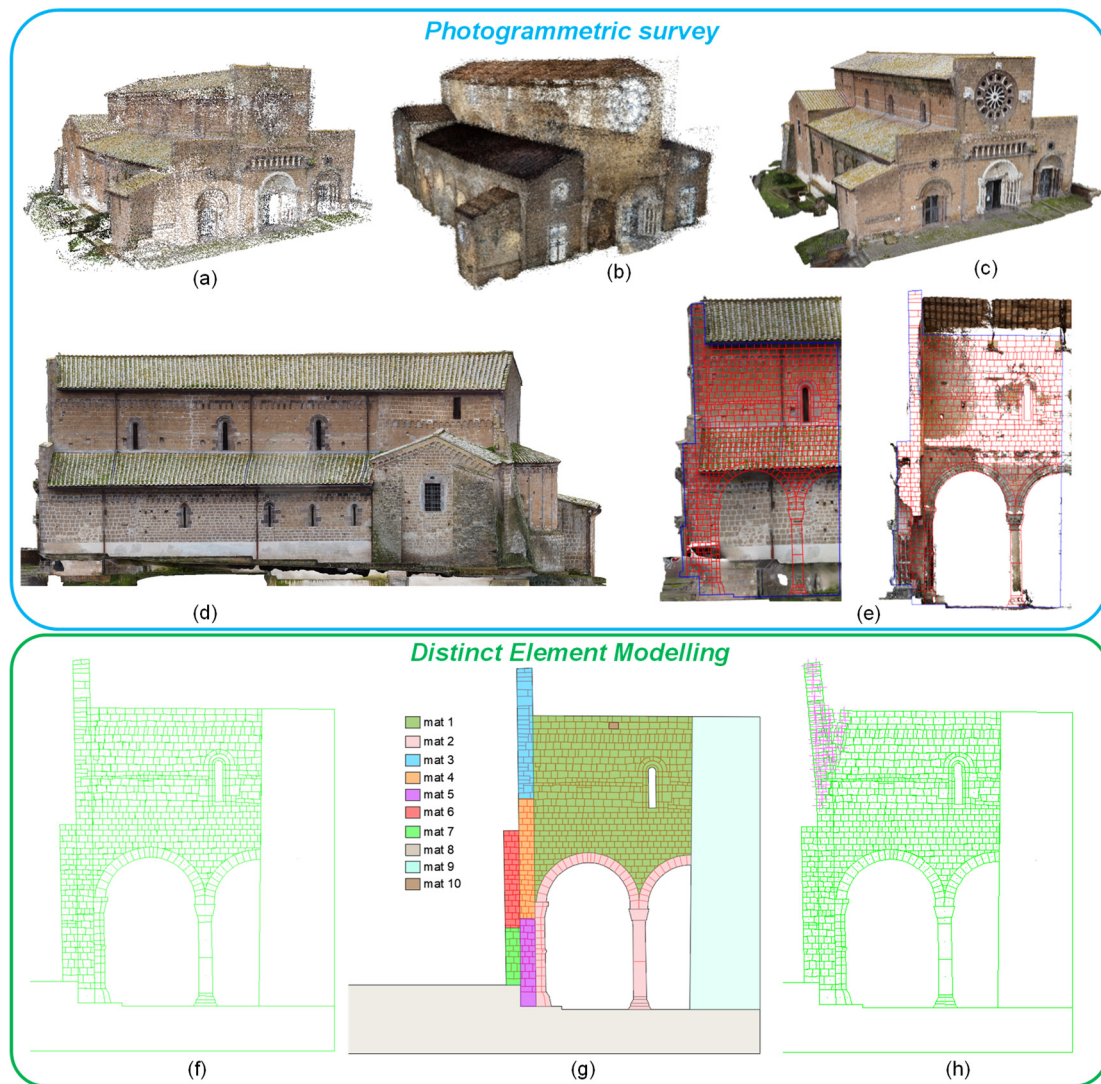 Photogrammetric survey
(a)
(b)
(c)
(d)
(e)
Distinct Element Modelling
mat 1
mat 2
mat 3
mat 4
mat 5
mat 6
mat 7
mat 8
mat 9
mat 10
(f)
(g)
(h)